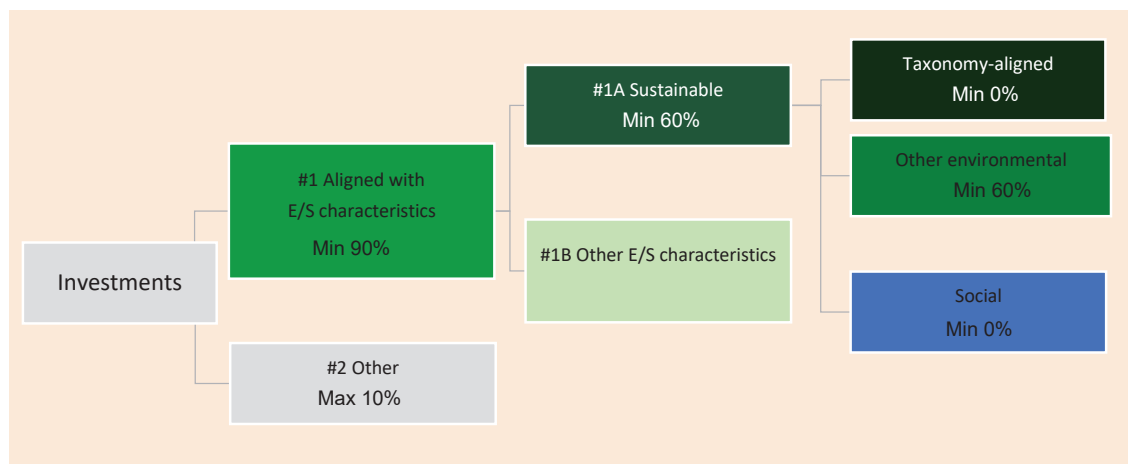 Investments
#1 Aligned with
E/S characteristics
Min 90%
#2 Other
Max 10%
#1A Sustainable
Min 60%
#1B Other E/S characteristics
Taxonomy-aligned
Min 0%
Other environmental
Min 60%
Social
Min 0%